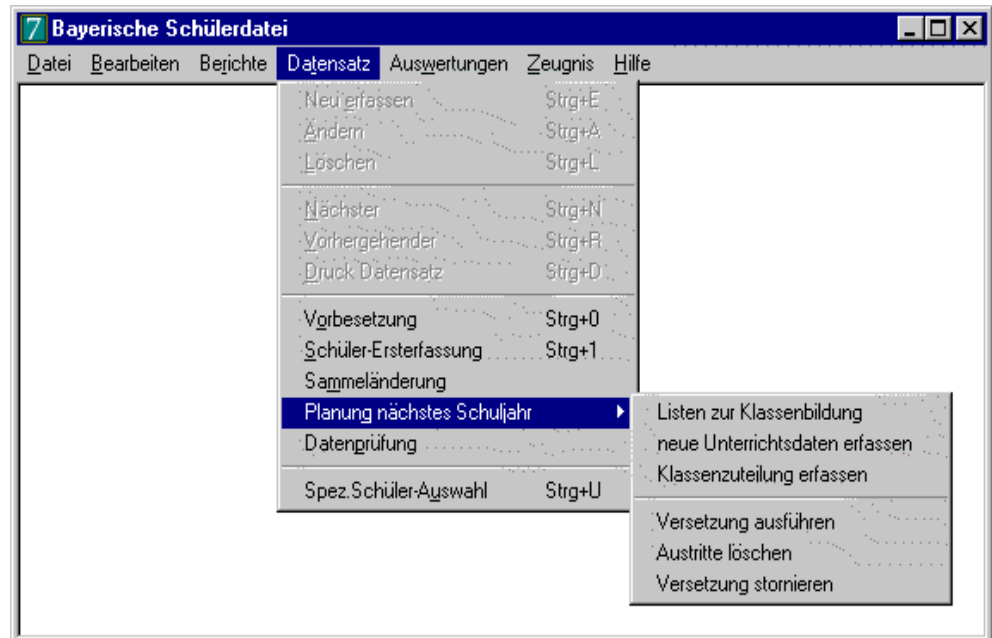 7 Bayerische Schülerdatei
Datei Bearbeiten Berichte Datensatz Auswertungen Zeugnis Hilfe
Neu erfassen Strg+E
Ändern Strg+A
Löschen Strg+L
Nächster Strg+N
Vorhergehender Strg+R
Druck Datensatz Strg+D
Vorbesetzung Strg+0
Schüler-Ersterfassung Strg+1
Sammeländerung
Planung nächstes Schuljahr
Datenprüfung
Spez.Schüler-Auswahl Strg+U
Listen zur Klassenbildung
neue Unterrichtsdaten erfassen
Klassenzuteilung erfassen
Versetzung ausführen
Austritte löschen
Versetzung stornieren